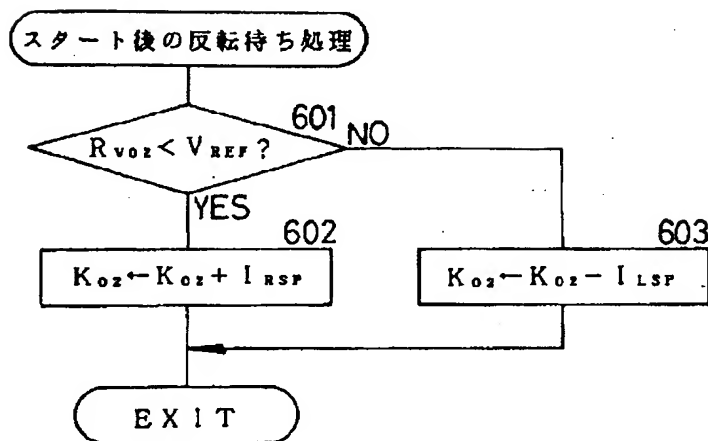 スタート後の反転待ち処理
601
R_VO2 < V_REF ?
NO
YES
602
K_O2←K_O2+I_RSP
603
K_O2←K_O2−I_LSP
EXIT